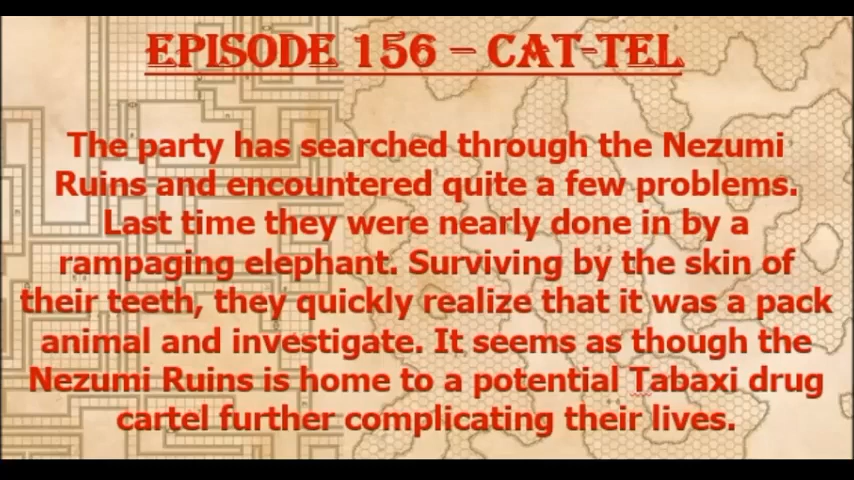 EPISODE 156 – CAT-TEL
The party has searched through the Nezumi
Ruins and encountered quite a few problems.
Last time they were nearly done in by a
rampaging elephant. Surviving by the skin of
their teeth, they quickly realize that it was a pack
animal and investigate. It seems as though the
Nezumi Ruins is home to a potential Tabaxi drug
cartel further complicating their lives.